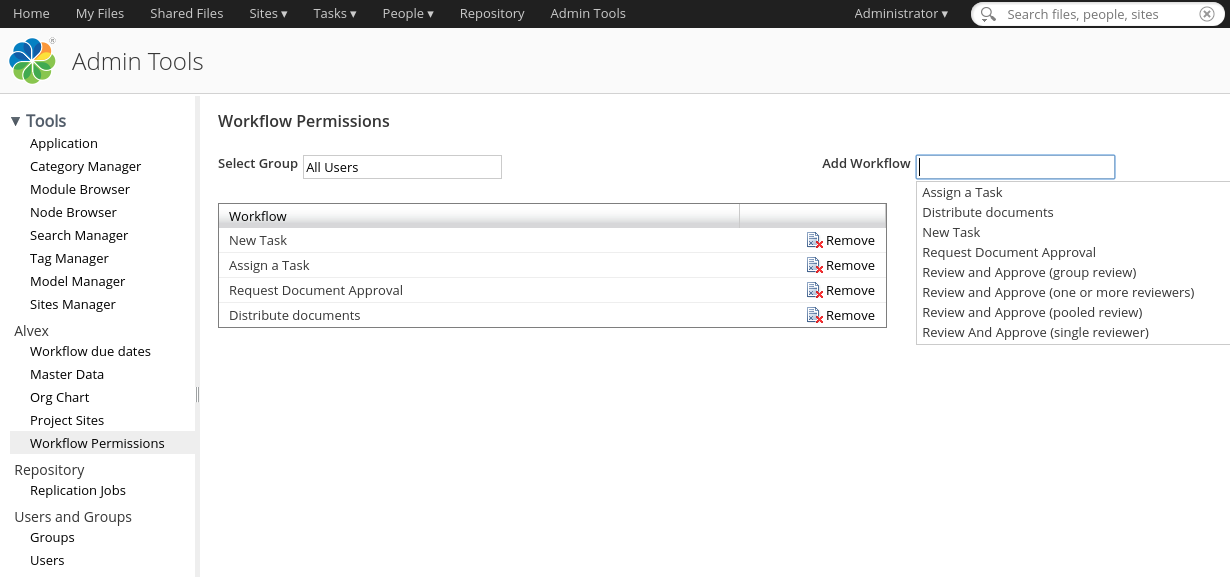 Home My Files Shared Files Sites ▾ Tasks ▾ People ▾ Repository Admin Tools Administrator ▾ Search files, people, sites
® Admin Tools
▼ Tools
Application
Category Manager
Module Browser
Node Browser
Search Manager
Tag Manager
Model Manager
Sites Manager
Alvex
Workflow due dates
Master Data
Org Chart
Project Sites
Workflow Permissions
Repository
Replication Jobs
Users and Groups
Groups
Users
Workflow Permissions
Select Group All Users
Add Workflow
Workflow
New Task Remove
Assign a Task Remove
Request Document Approval Remove
Distribute documents Remove
Assign a Task
Distribute documents
New Task
Request Document Approval
Review and Approve (group review)
Review and Approve (one or more reviewers)
Review and Approve (pooled review)
Review And Approve (single reviewer)